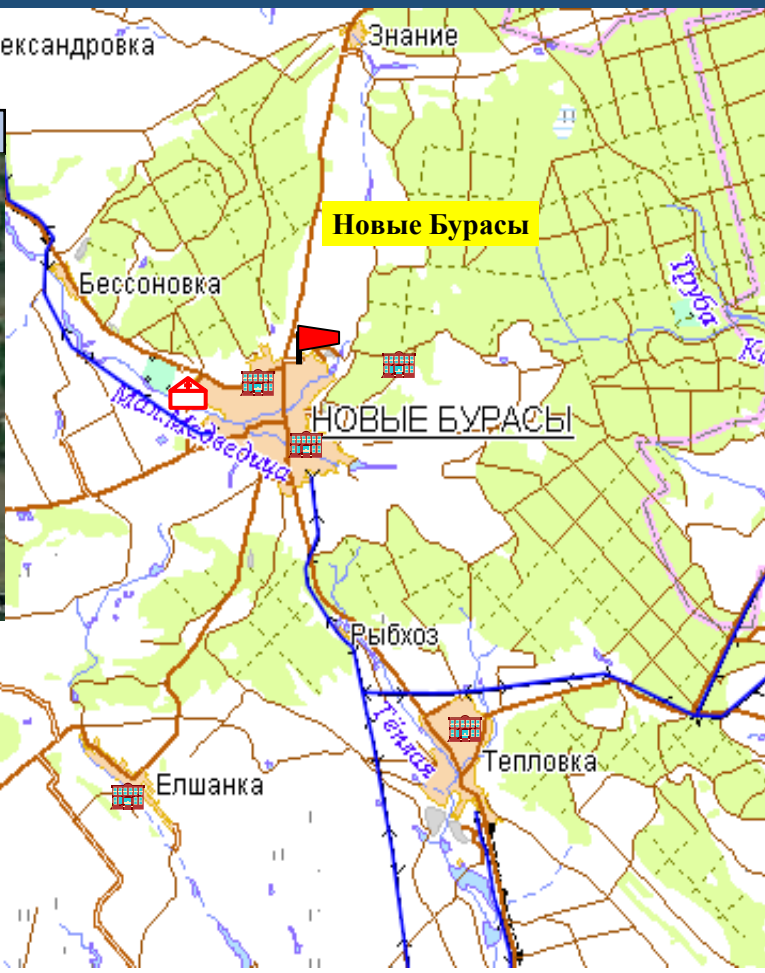 ександровка
Знание
Новые Бурасы
Бессоновка
Труба
НОВЫЕ БУРАСЫ
Мал. Медведица
Рыбхоз
Тёплая
Тепловка
Елшанка